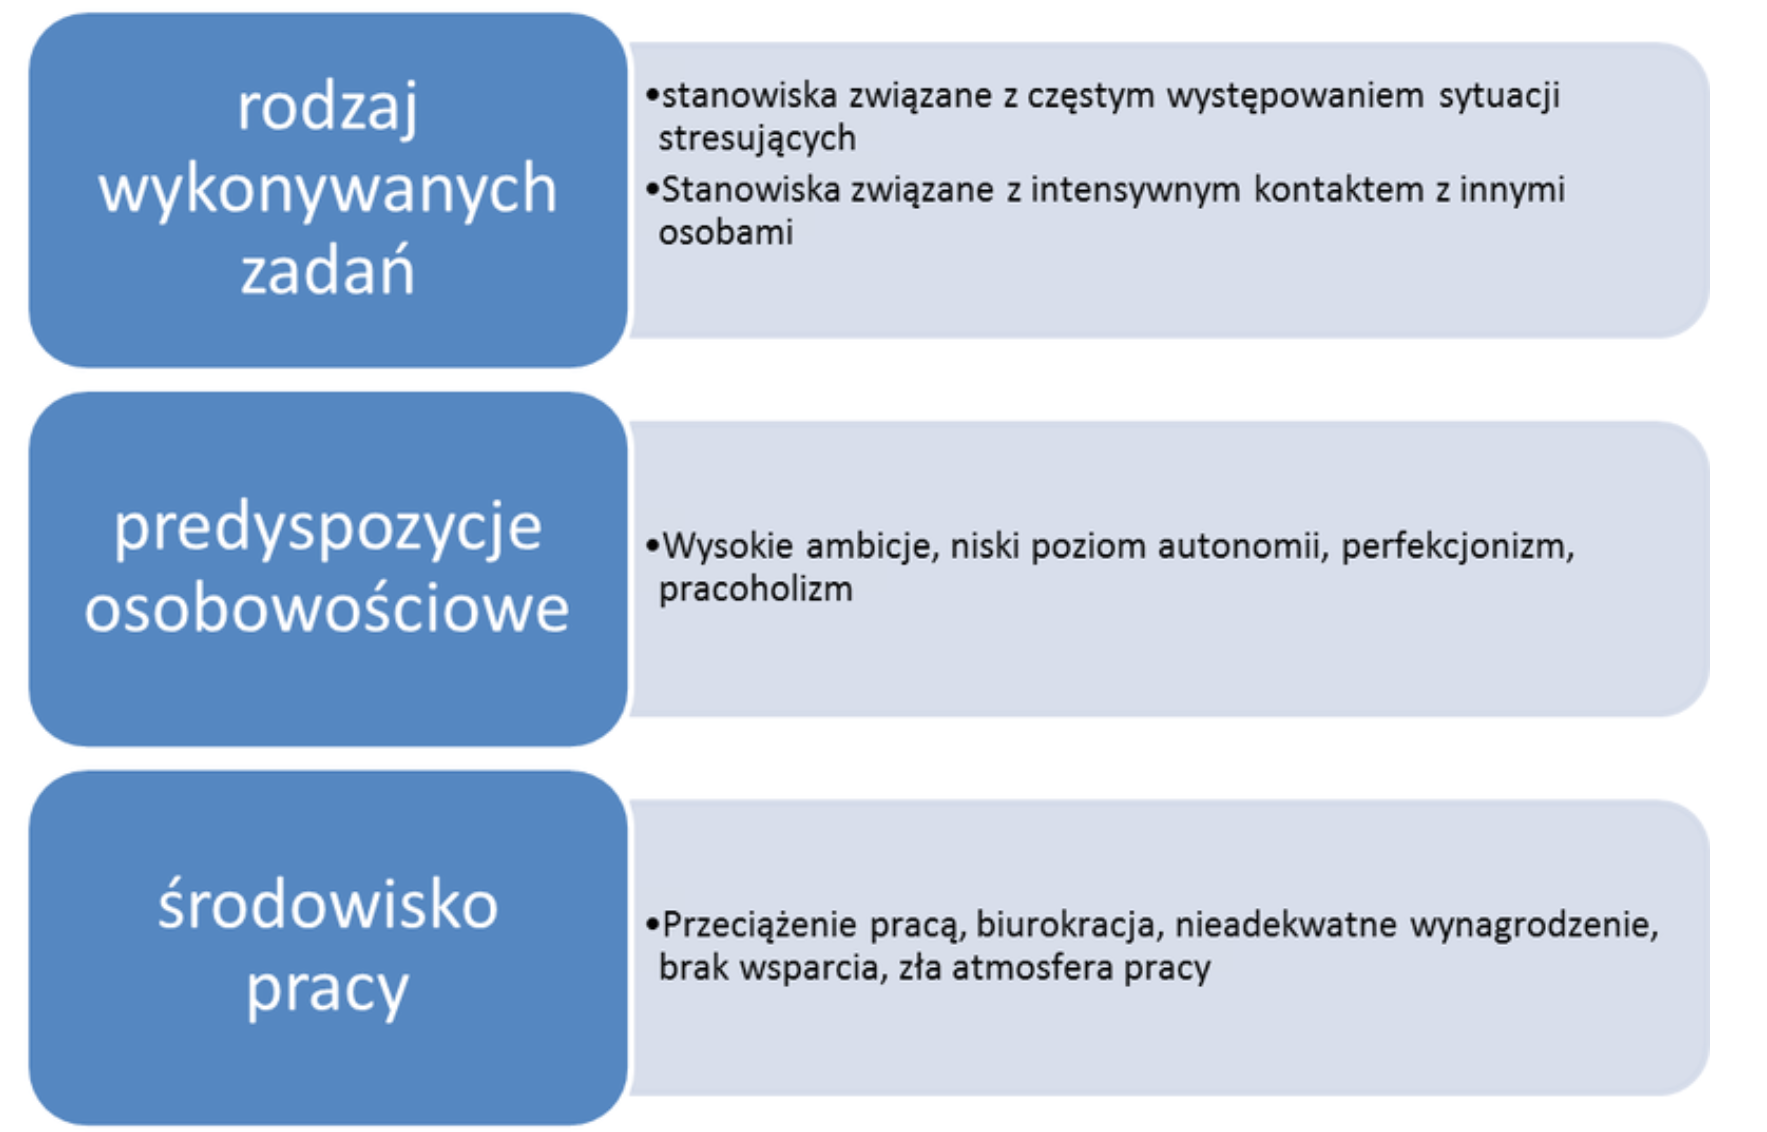 rodzaj
wykonywanych
zadań
•stanowiska związane z częstym występowaniem sytuacji
stresujących
•Stanowiska związane z intensywnym kontaktem z innymi
osobami
predyspozycje
osobowościowe
•Wysokie ambicje, niski poziom autonomii, perfekcjonizm,
pracoholizm
środowisko
pracy
•Przeciążenie pracą, biurokracja, nieadekwatne wynagrodzenie,
brak wsparcia, zła atmosfera pracy